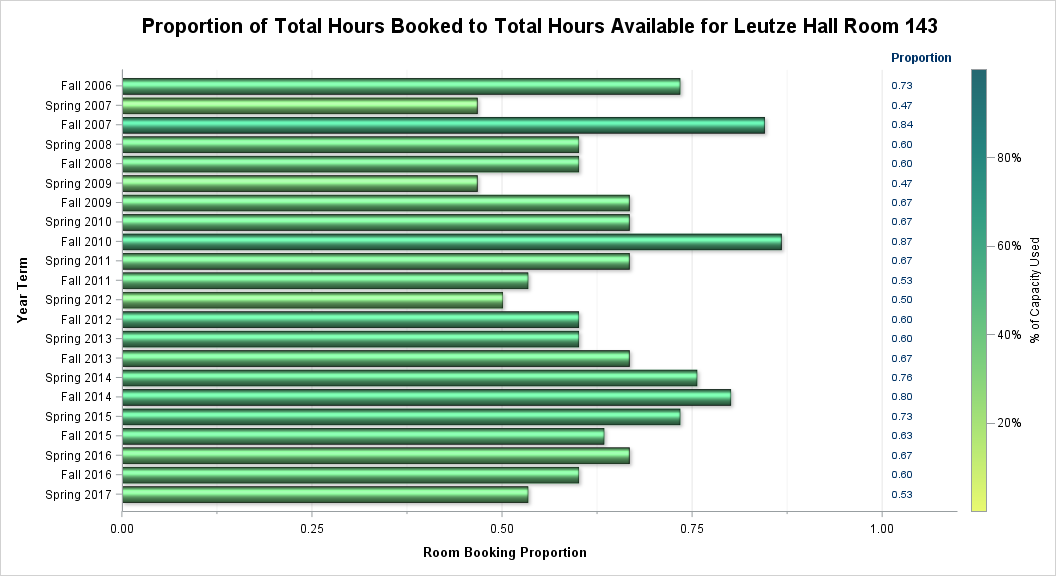 Proportion of Total Hours Booked to Total Hours Available for Leutze Hall Room 143
Proportion
Fall 2006 0.73
Spring 2007 0.47
Fall 2007 0.84
Spring 2008 0.60
Fall 2008 0.60
Spring 2009 0.47
Fall 2009 0.67
Spring 2010 0.67
Fall 2010 0.87
Spring 2011 0.67
Fall 2011 0.53
Spring 2012 0.50
Fall 2012 0.60
Spring 2013 0.60
Fall 2013 0.67
Spring 2014 0.76
Fall 2014 0.80
Spring 2015 0.73
Fall 2015 0.63
Spring 2016 0.67
Fall 2016 0.60
Spring 2017 0.53
Year Term
0.00 0.25 0.50 0.75 1.00
Room Booking Proportion
80%
60%
40%
20%
% of Capacity Used